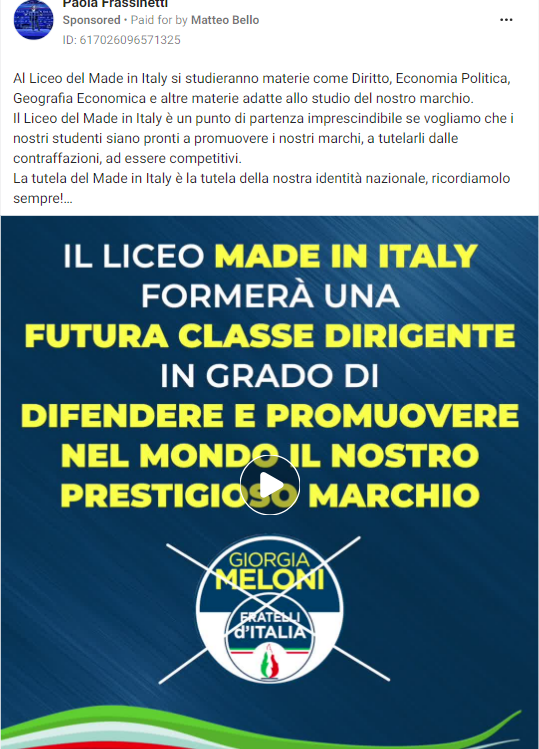 Paola Frassinetti
Sponsored • Paid for by Matteo Bello
ID: 617026096571325
Al Liceo del Made in Italy si studieranno materie come Diritto, Economia Politica,
Geografia Economica e altre materie adatte allo studio del nostro marchio.
Il Liceo del Made in Italy è un punto di partenza imprescindibile se vogliamo che i
nostri studenti siano pronti a promuovere i nostri marchi, a tutelarli dalle
contraffazioni, ad essere competitivi.
La tutela del Made in Italy è la tutela della nostra identità nazionale, ricordiamolo
sempre!...
IL LICEO MADE IN ITALY
FORMERÀ UNA
FUTURA CLASSE DIRIGENTE
IN GRADO DI
DIFENDERE E PROMUOVERE
NEL MONDO IL NOSTRO
PRESTIGIOSO MARCHIO
GIORGIA
MELONI
FRATELLI
d'ITALIA